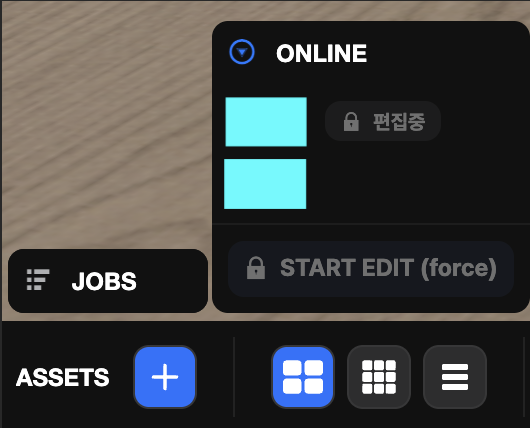 ONLINE
편집중
START EDIT (force)
JOBS
ASSETS